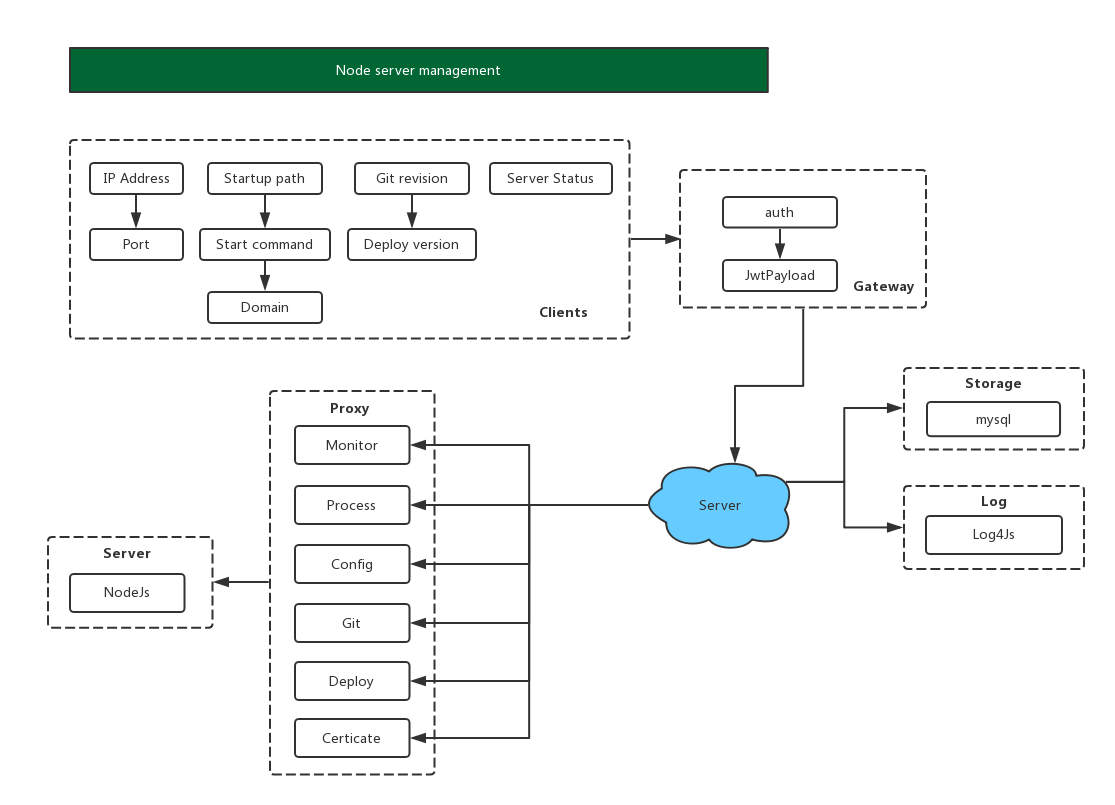 Node server management
IP Address
Startup path
Git revision
Server Status
Port
Start command
Deploy version
Domain
Clients
auth
JwtPayload
Gateway
Storage
mysql
Log
Log4Js
Server
Proxy
Monitor
Process
Config
Git
Deploy
Certicate
Server
NodeJs